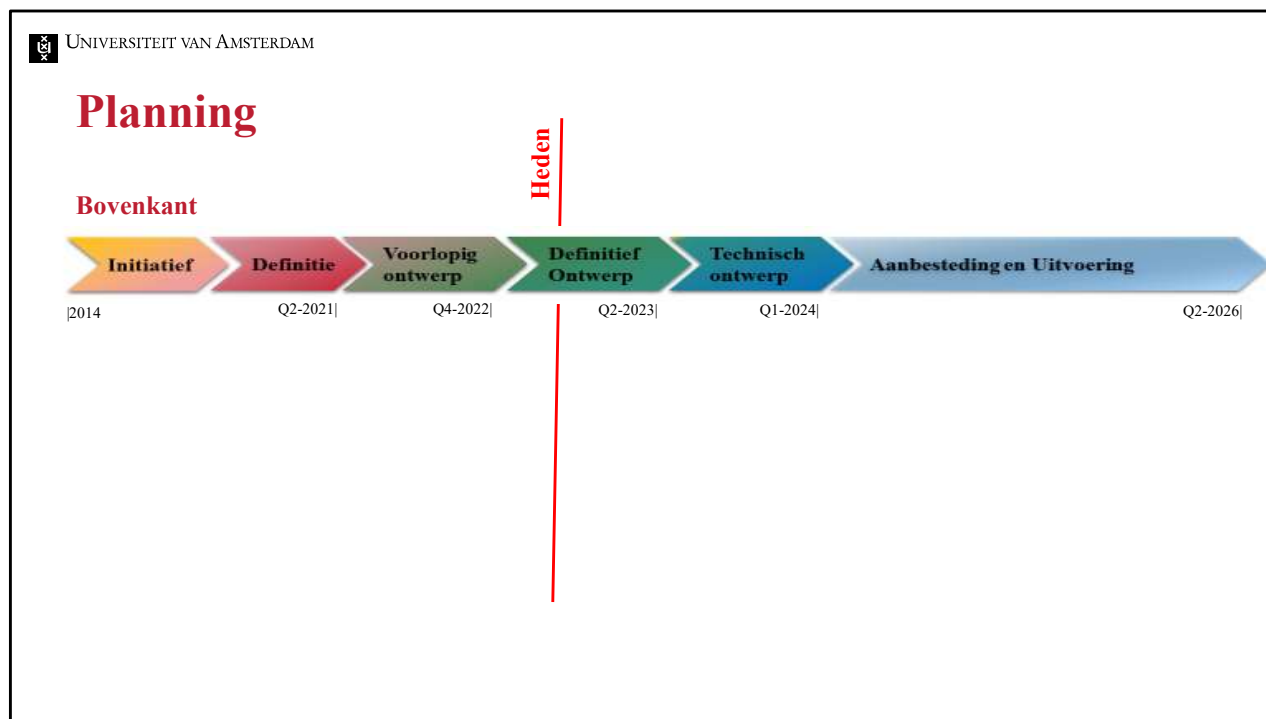 UNIVERSITEIT VAN AMSTERDAM
Planning
Heden
Bovenkant
Initiatief
Definitie
Voorlopig
ontwerp
Definitief
Ontwerp
Technisch
ontwerp
Aanbesteding en Uitvoering
|2014
Q2-2021|
Q4-2022|
Q2-2023|
Q1-2024|
Q2-2026|